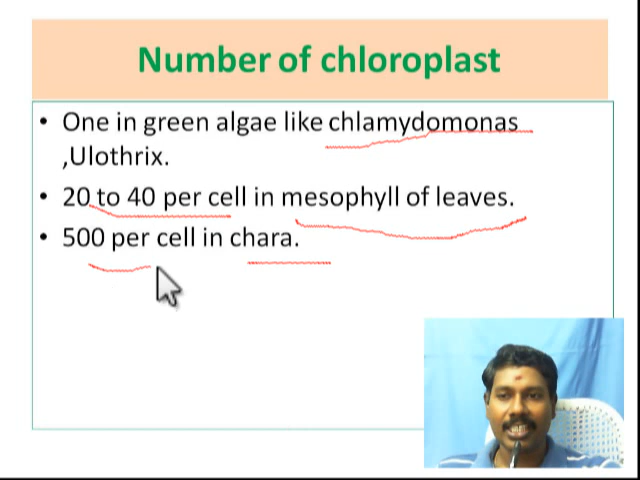 Number of chloroplast
• One in green algae like chlamydomonas
,Ulothrix.
• 20 to 40 per cell in mesophyll of leaves.
• 500 per cell in chara.